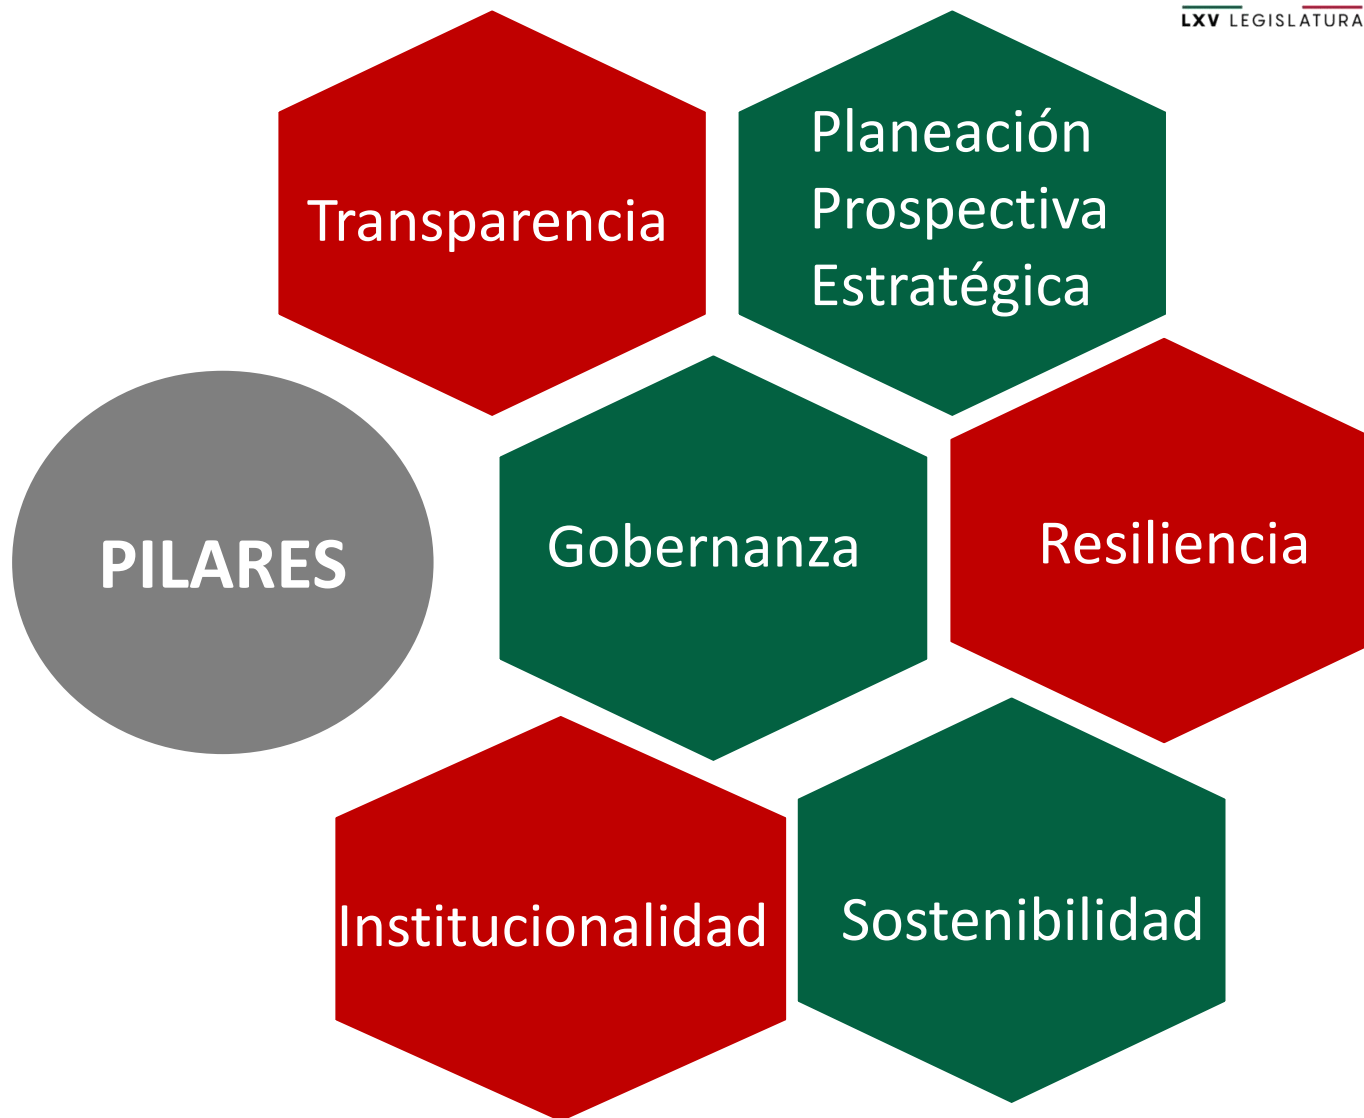 LXV LEGISLATURA
Transparencia
Planeación
Prospectiva
Estratégica
PILARES
Gobernanza
Resiliencia
Institucionalidad
Sostenibilidad